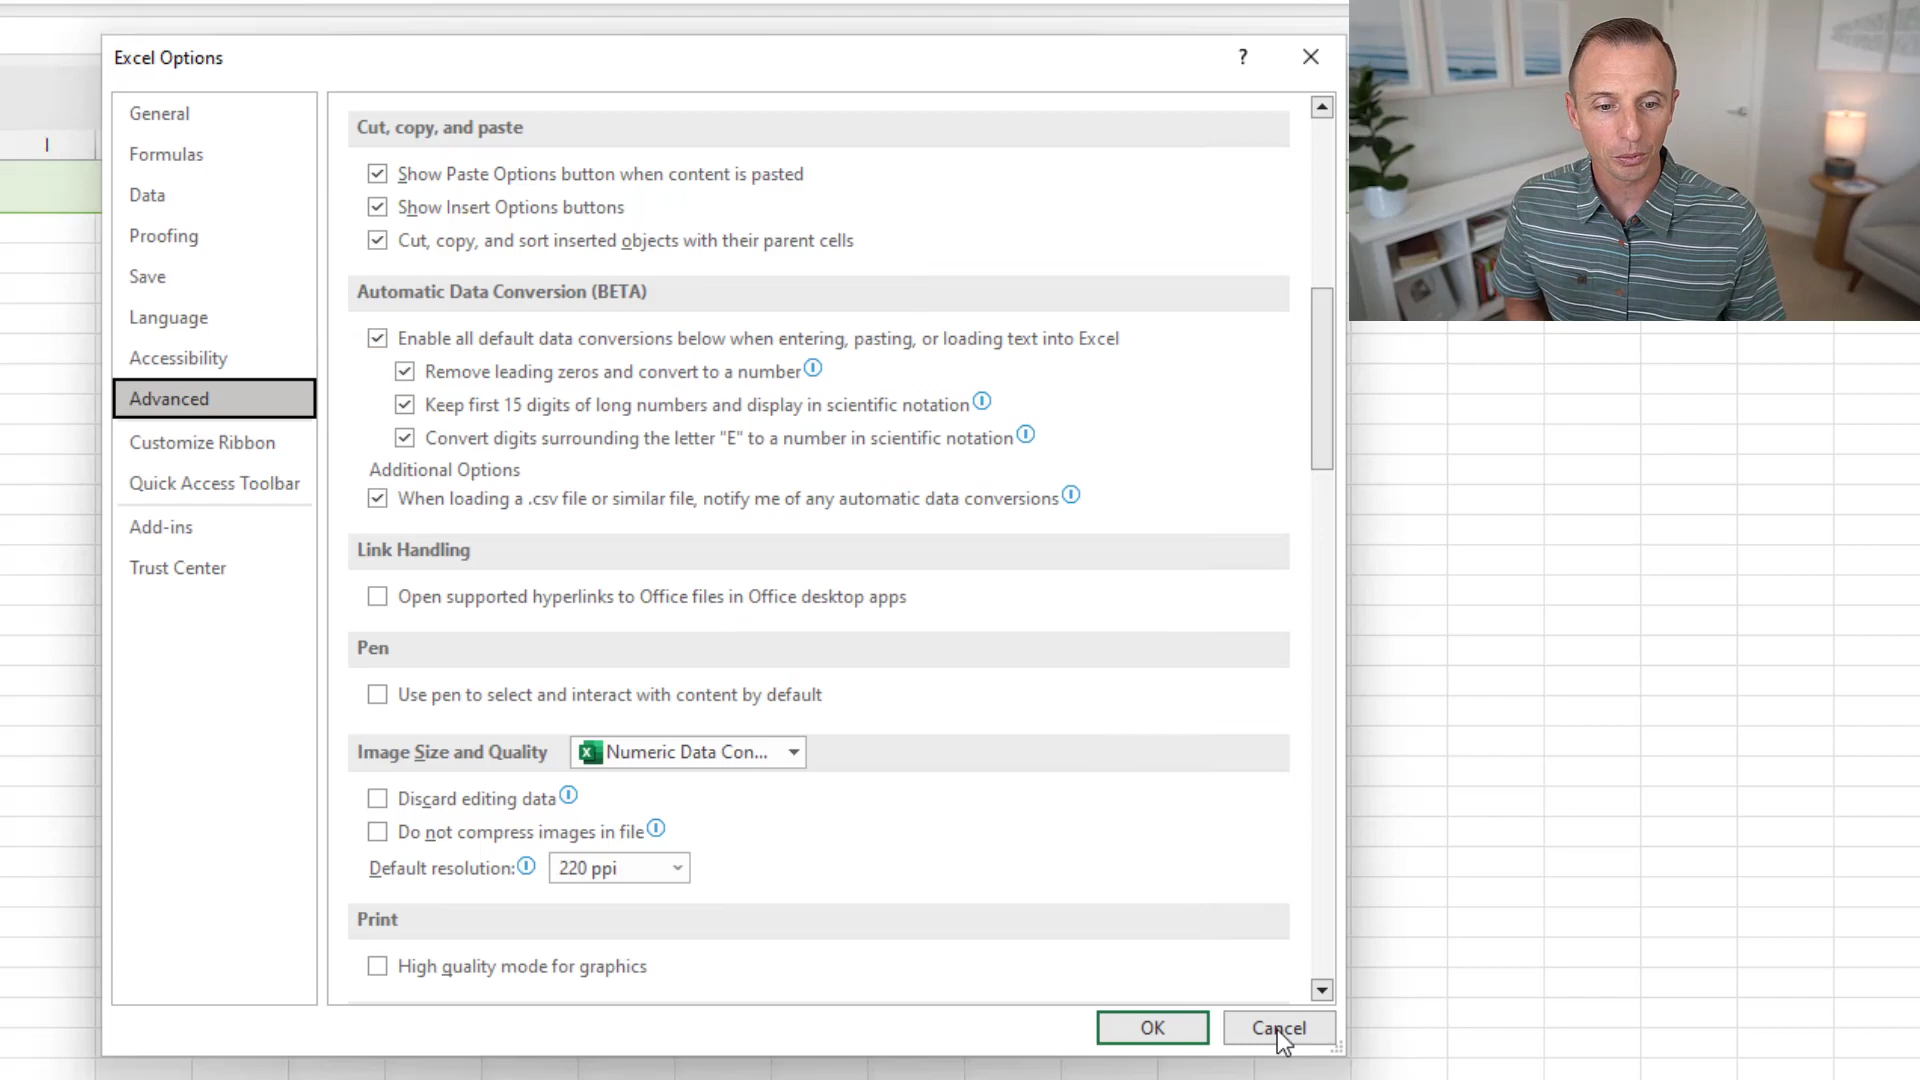 Excel Options
?
General
Formulas
Data
Proofing
Save
Language
Accessibility
Advanced
Customize Ribbon
Quick Access Toolbar
Add-ins
Trust Center
I
Cut, copy, and paste
Show Paste Options button when content is pasted
Show Insert Options buttons
Cut, copy, and sort inserted objects with their parent cells
Automatic Data Conversion (BETA)
Enable all default data conversions below when entering, pasting, or loading text into Excel
Remove leading zeros and convert to a number
Keep first 15 digits of long numbers and display in scientific notation
Convert digits surrounding the letter "E" to a number in scientific notation
Additional Options
When loading a .csv file or similar file, notify me of any automatic data conversions
Link Handling
Open supported hyperlinks to Office files in Office desktop apps
Pen
Use pen to select and interact with content by default
Image Size and Quality Numeric Data Con...
Discard editing data
Do not compress images in file
Default resolution: 220 ppi
Print
High quality mode for graphics
OK Cancel